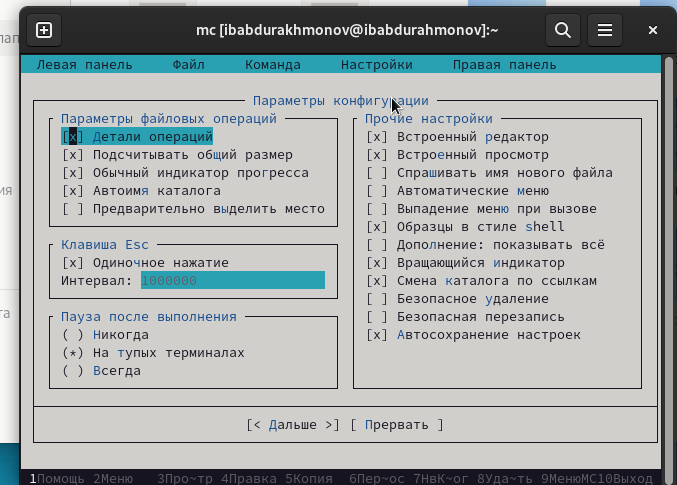 mc [ibabdurakhmonov@ibabdurahmonov]:~
Левая панель Файл Команда Настройки Правая панель
Параметры конфигурации
Параметры файловых операций
[x] Детали операций
[x] Подсчитывать общий размер
[x] Обычный индикатор прогресса
[x] Автоимя каталога
[ ] Предварительно выделить место
Клавиша Esc
[x] Одиночное нажатие
Интервал: 1000000
Пауза после выполнения
( ) Никогда
(*) На тупых терминалах
( ) Всегда
Прочие настройки
[x] Встроенный редактор
[x] Встроенный просмотр
[ ] Спрашивать имя нового файла
[ ] Автоматические меню
[ ] Выпадение меню при вызове
[x] Образцы в стиле shell
[ ] Дополнение: показывать всё
[x] Вращающийся индикатор
[x] Смена каталога по ссылкам
[ ] Безопасное удаление
[ ] Безопасная перезапись
[x] Автосохранение настроек
[< Дальше >] [ Прервать ]
1Помощь 2Меню 3Про~тр 4Правка 5Копия 6Пер~ос 7НвК~ог 8Уда~ть 9МенюMC10Выход